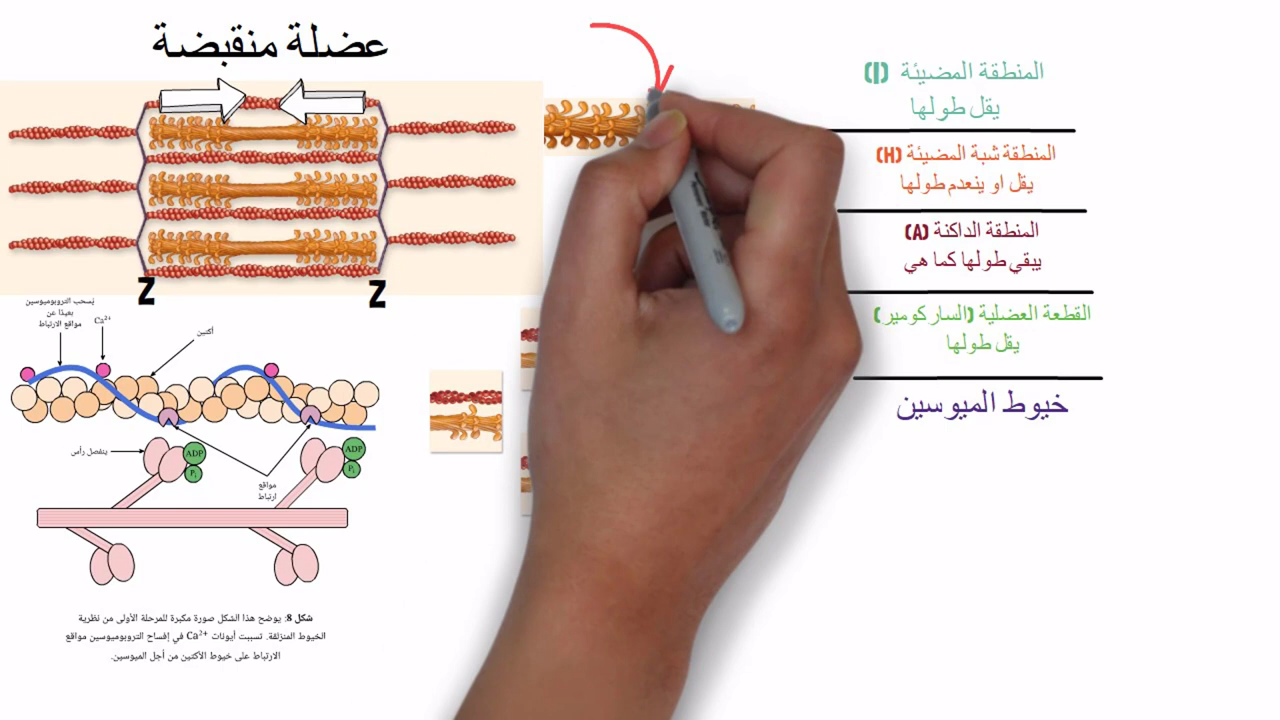 عضلة منقبضة
Z
Z
المنطقة المضيئة (I)
يقل طولها
المنطقة شبة المضيئة (H)
يقل او ينعدم طولها
المنطقة الداكنة (A)
يبقي طولها كما هي
القطعة العضلية (الساركومير)
يقل طولها
خيوط الميوسين
يُسحب التروبوميوسين
بعيدًا عن
مواقع الارتباط
Ca²⁺
أكتين
ينفصل رأس
ADP
Pᵢ
ADP
Pᵢ
مواقع
ارتباط
شكل 8: يوضح هذا الشكل صورة مكبرة للمرحلة الأولى من نظرية
الخيوط المنزلقة. تسببت أيونات Ca²⁺ في إفساح التروبوميوسين مواقع
الارتباط على خيوط الأكتين من أجل الميوسين.